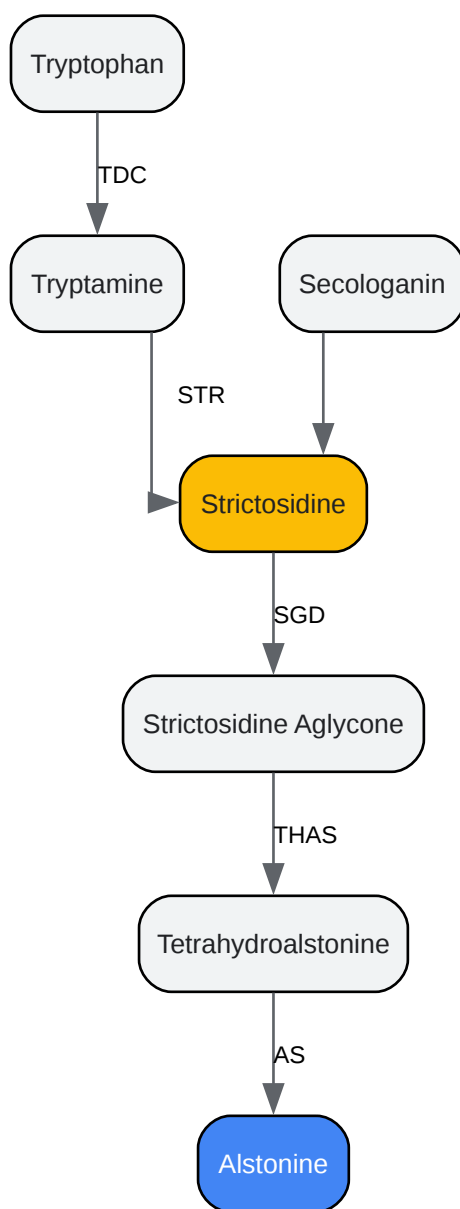 Tryptophan
TDC
Tryptamine
Secologanin
STR
Strictosidine
SGD
Strictosidine Aglycone
THAS
Tetrahydroalstonine
AS
Alstonine